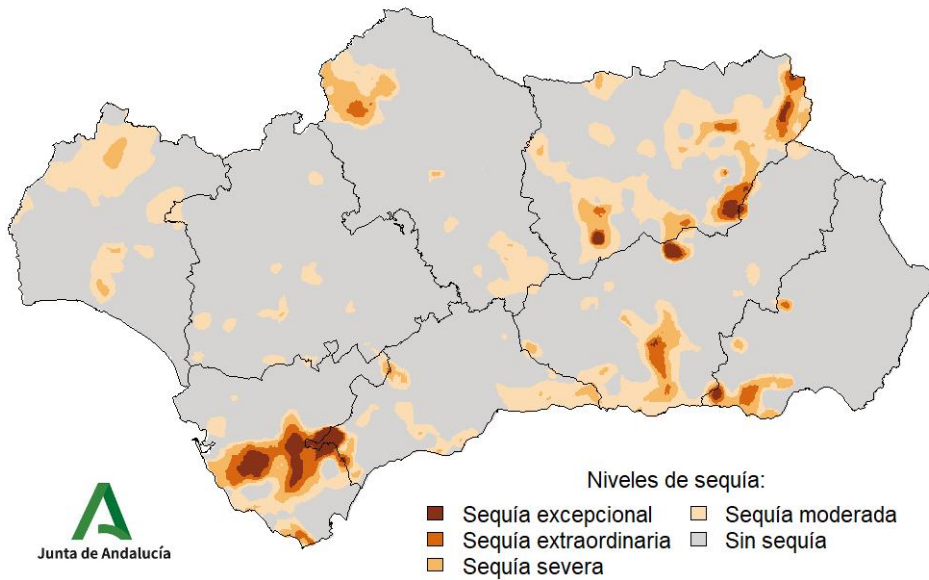 Niveles de sequía:
Sequía excepcional
Sequía extraordinaria
Sequía severa
Sequía moderada
Sin sequía
Junta de Andalucía